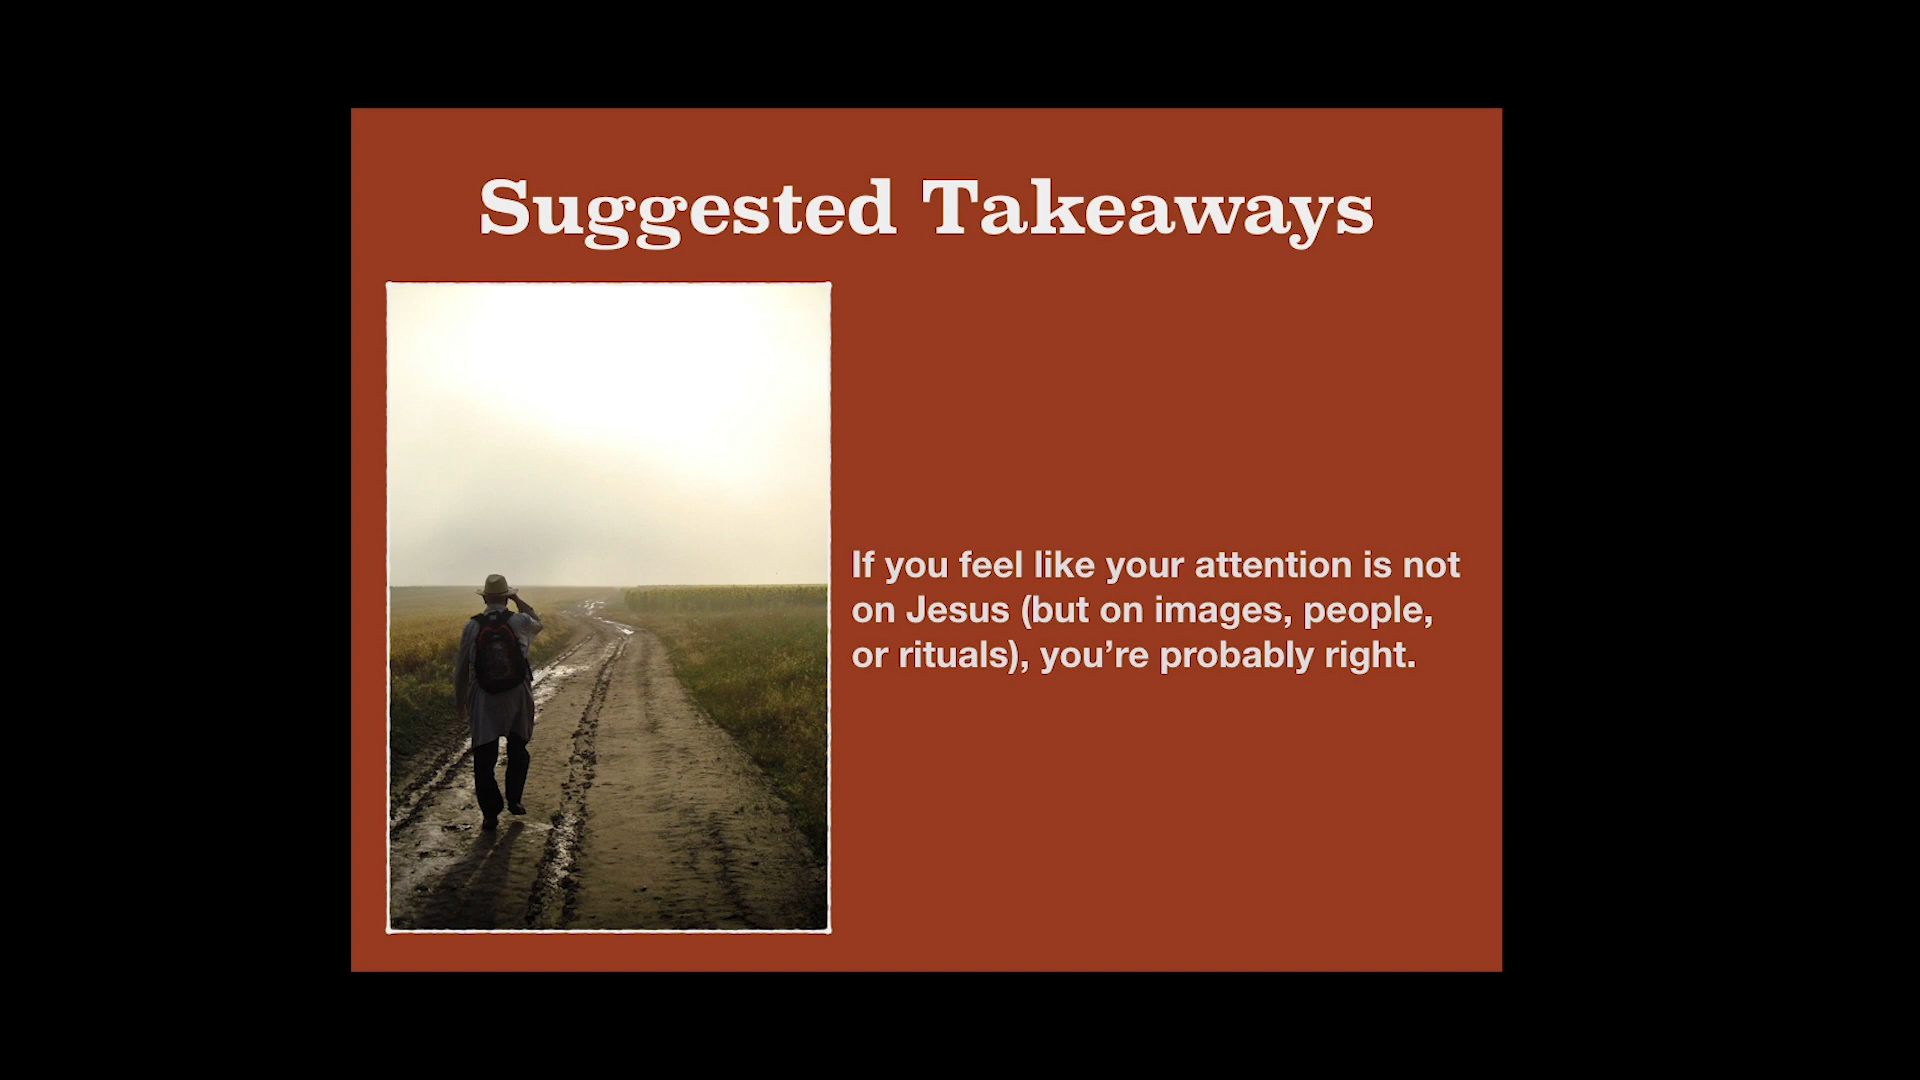 Suggested Takeaways
If you feel like your attention is not
on Jesus (but on images, people,
or rituals), you’re probably right.